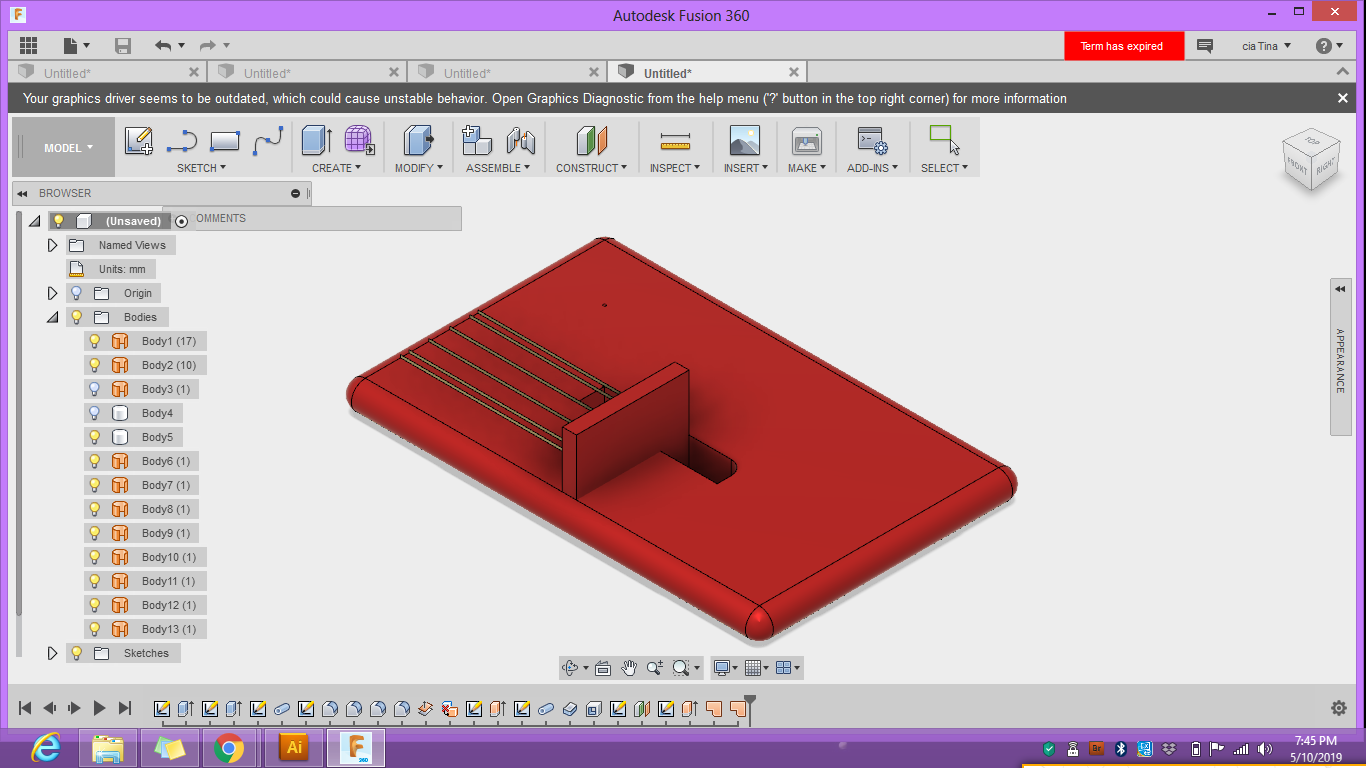 Autodesk Fusion 360
Term has expired
cia Tina
Untitled*
Untitled*
Untitled*
Untitled*
Your graphics driver seems to be outdated, which could cause unstable behavior. Open Graphics Diagnostic from the help menu ('?' button in the top right corner) for more information
MODEL
SKETCH
CREATE
MODIFY
ASSEMBLE
CONSTRUCT
INSPECT
INSERT
MAKE
ADD-INS
SELECT
TOP
FRONT
RIGHT
BROWSER
(Unsaved)
OMMENTS
Named Views
Units: mm
Origin
Bodies
Body1 (17)
Body2 (10)
Body3 (1)
Body4
Body5
Body6 (1)
Body7 (1)
Body8 (1)
Body9 (1)
Body10 (1)
Body11 (1)
Body12 (1)
Body13 (1)
Sketches
APPEARANCE
Ai
F
360
Br
7:45 PM
5/10/2019